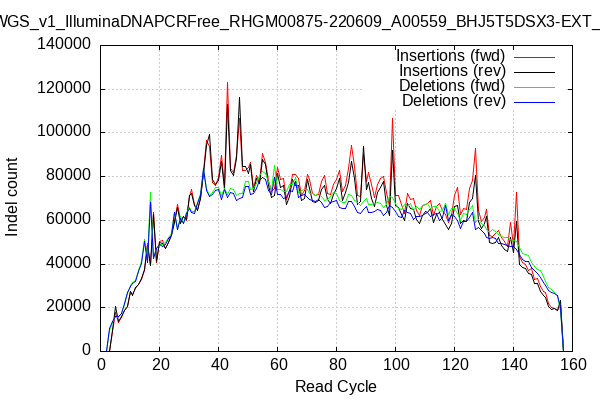 WGS_v1_IlluminaDNAPCRFree_RHGM00875-220609_A00559_BHJ5T5DSX3-EXT_
140000
120000
100000
80000
60000
40000
20000
0
Indel count
Insertions (fwd)
Insertions (rev)
Deletions (fwd)
Deletions (rev)
0 20 40 60 80 100 120 140 160
Read Cycle